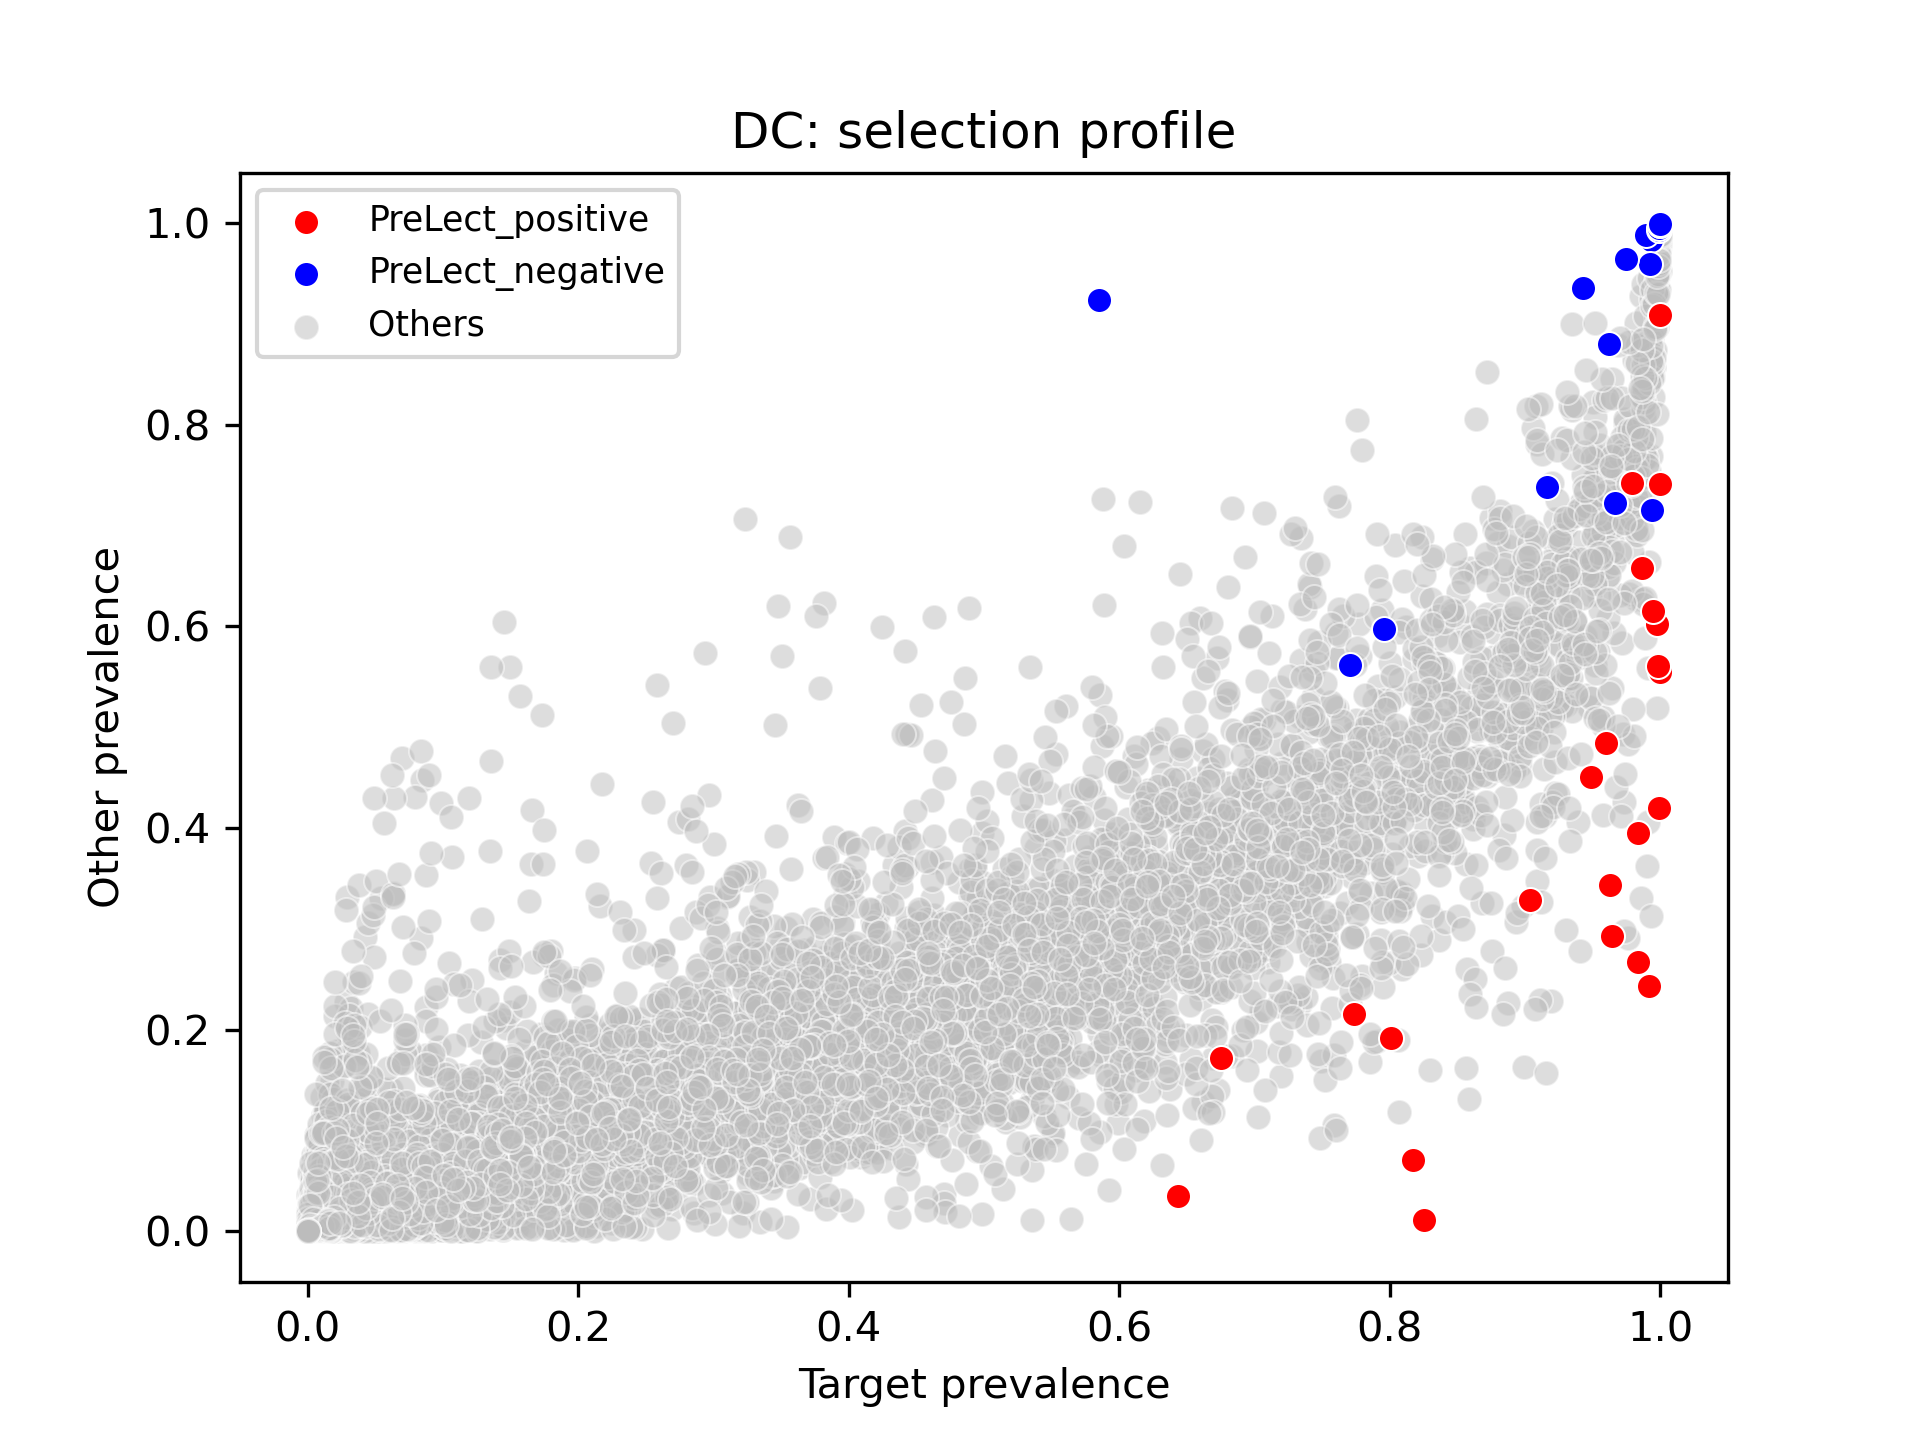 DC: selection profile
PreLect_positive
PreLect_negative
Others
Other prevalence
1.0
0.8
0.6
0.4
0.2
0.0
0.0 0.2 0.4 0.6 0.8 1.0
Target prevalence